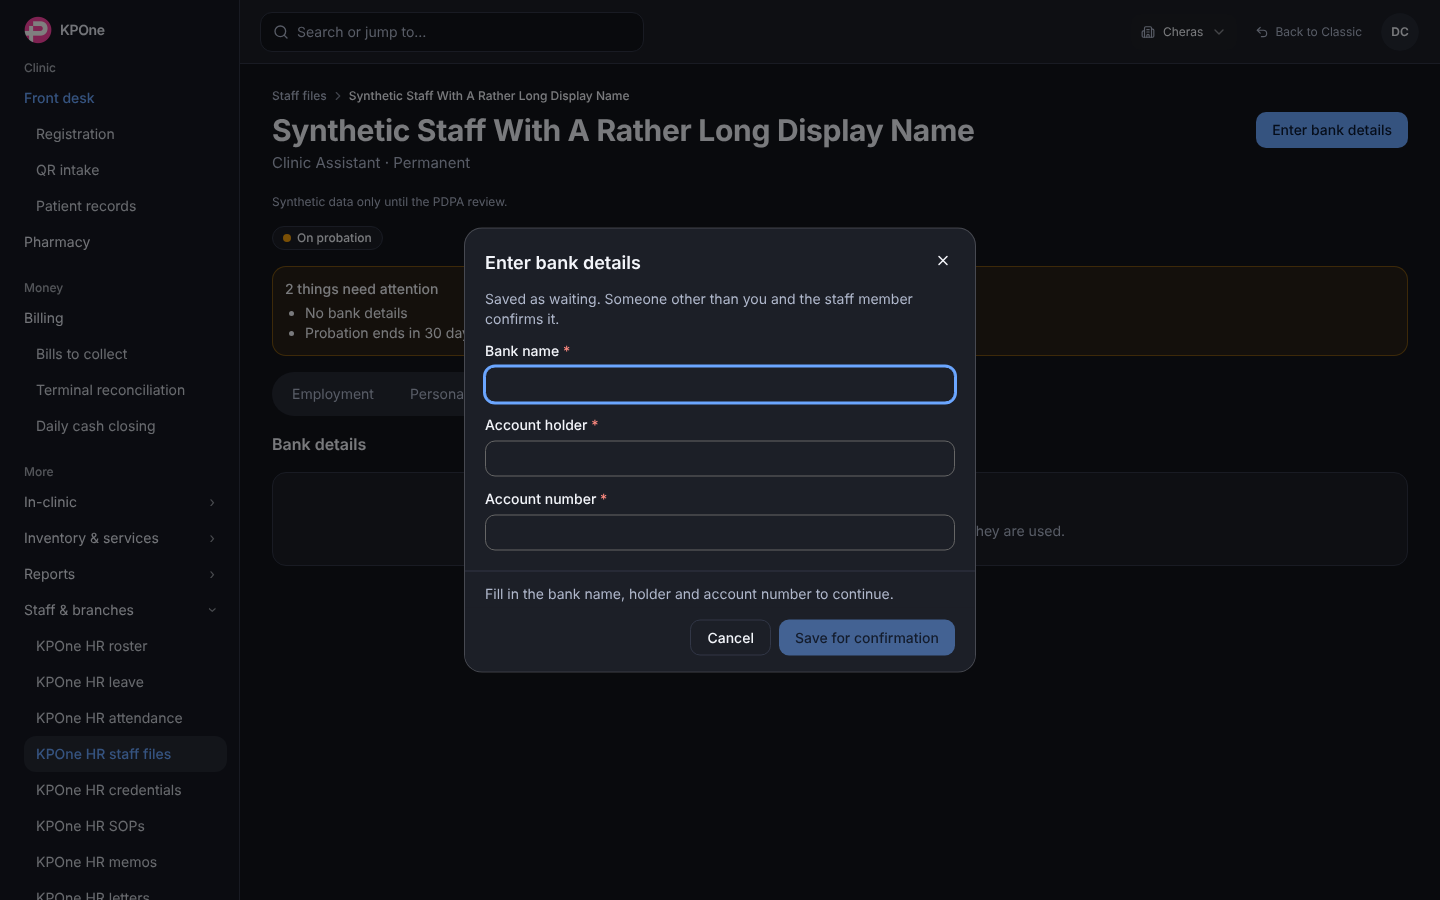 KPOne
Search or jump to...
Cheras
Back to Classic
DC
Clinic
Front desk
Registration
QR intake
Patient records
Pharmacy
Money
Billing
Bills to collect
Terminal reconciliation
Daily cash closing
More
In-clinic
Inventory & services
Reports
Staff & branches
KPOne HR roster
KPOne HR leave
KPOne HR attendance
KPOne HR staff files
KPOne HR credentials
KPOne HR SOPs
KPOne HR memos
KPOne HR letters
Staff files > Synthetic Staff With A Rather Long Display Name
Synthetic Staff With A Rather Long Display Name
Enter bank details
Clinic Assistant · Permanent
Synthetic data only until the PDPA review.
On probation
2 things need attention
• No bank details
• Probation ends in 30
Employment
Bank details
they are used.
Enter bank details
Saved as waiting. Someone other than you and the staff member
confirms it.
Bank name *
Account holder *
Account number *
Fill in the bank name, holder and account number to continue.
Cancel
Save for confirmation